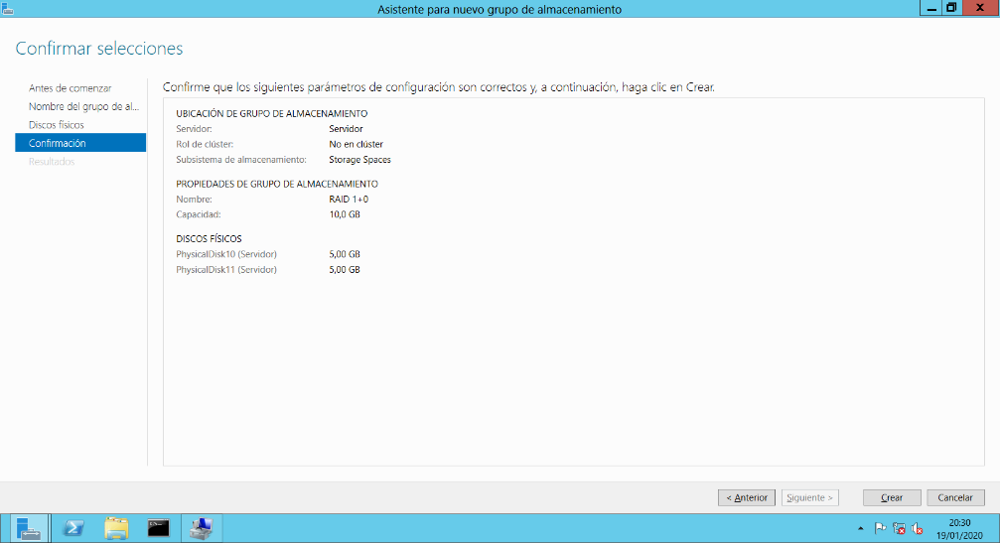 Asistente para nuevo grupo de almacenamiento
Confirmar selecciones
Antes de comenzar
Nombre del grupo de al...
Discos físicos
Confirmación
Resultados
Confirme que los siguientes parámetros de configuración son correctos y, a continuación, haga clic en Crear.
UBICACIÓN DE GRUPO DE ALMACENAMIENTO
Servidor: Servidor
Rol de clúster: No en clúster
Subsistema de almacenamiento: Storage Spaces
PROPIEDADES DE GRUPO DE ALMACENAMIENTO
Nombre: RAID 1+0
Capacidad: 10,0 GB
DISCOS FÍSICOS
PhysicalDisk10 (Servidor) 5,00 GB
PhysicalDisk11 (Servidor) 5,00 GB
< Anterior Siguiente > Crear Cancelar
20:30
19/01/2020